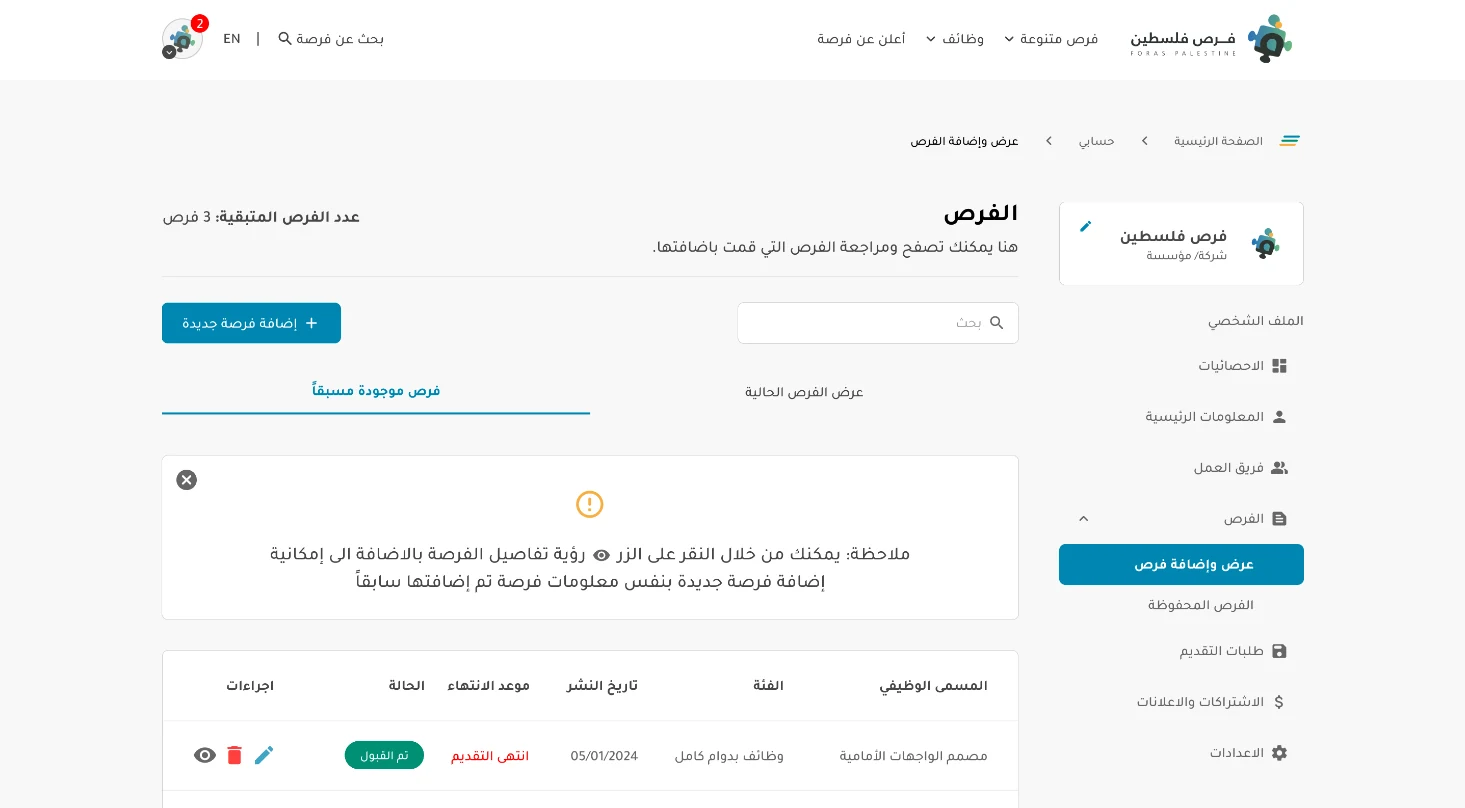 فـرص فلسطين
FORAS PALESTINE
فرص متنوعة
وظائف
أعلن عن فرصة
بحث عن فرصة
|
EN
2
الصفحة الرئيسية
حسابي
عرض وإضافة الفرص
فرص فلسطين
شركة/ مؤسسة
الملف الشخصي
الاحصائيات
المعلومات الرئيسية
فريق العمل
الفرص
عرض وإضافة فرص
الفرص المحفوظة
طلبات التقديم
الاشتراكات والاعلانات
الاعدادات
الفرص
هنا يمكنك تصفح ومراجعة الفرص التي قمت باضافتها.
عدد الفرص المتبقية: 3 فرص
بحث
+ إضافة فرصة جديدة
عرض الفرص الحالية
فرص موجودة مسبقاً
ملاحظة: يمكنك من خلال النقر على الزر رؤية تفاصيل الفرصة بالاضافة الى إمكانية
إضافة فرصة جديدة بنفس معلومات فرصة تم إضافتها سابقاً
المسمى الوظيفي الفئة تاريخ النشر موعد الانتهاء الحالة اجراءات
مصمم الواجهات الأمامية وظائف بدوام كامل 05/01/2024 انتهى التقديم تم القبول